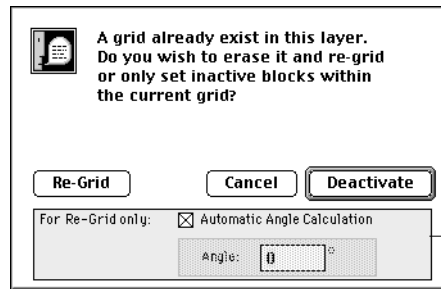 A grid already exist in this layer.
Do you wish to erase it and re-grid
or only set inactive blocks within
the current grid?
Re-Grid Cancel Deactivate
For Re-Grid only: Automatic Angle Calculation
Angle: 0 °